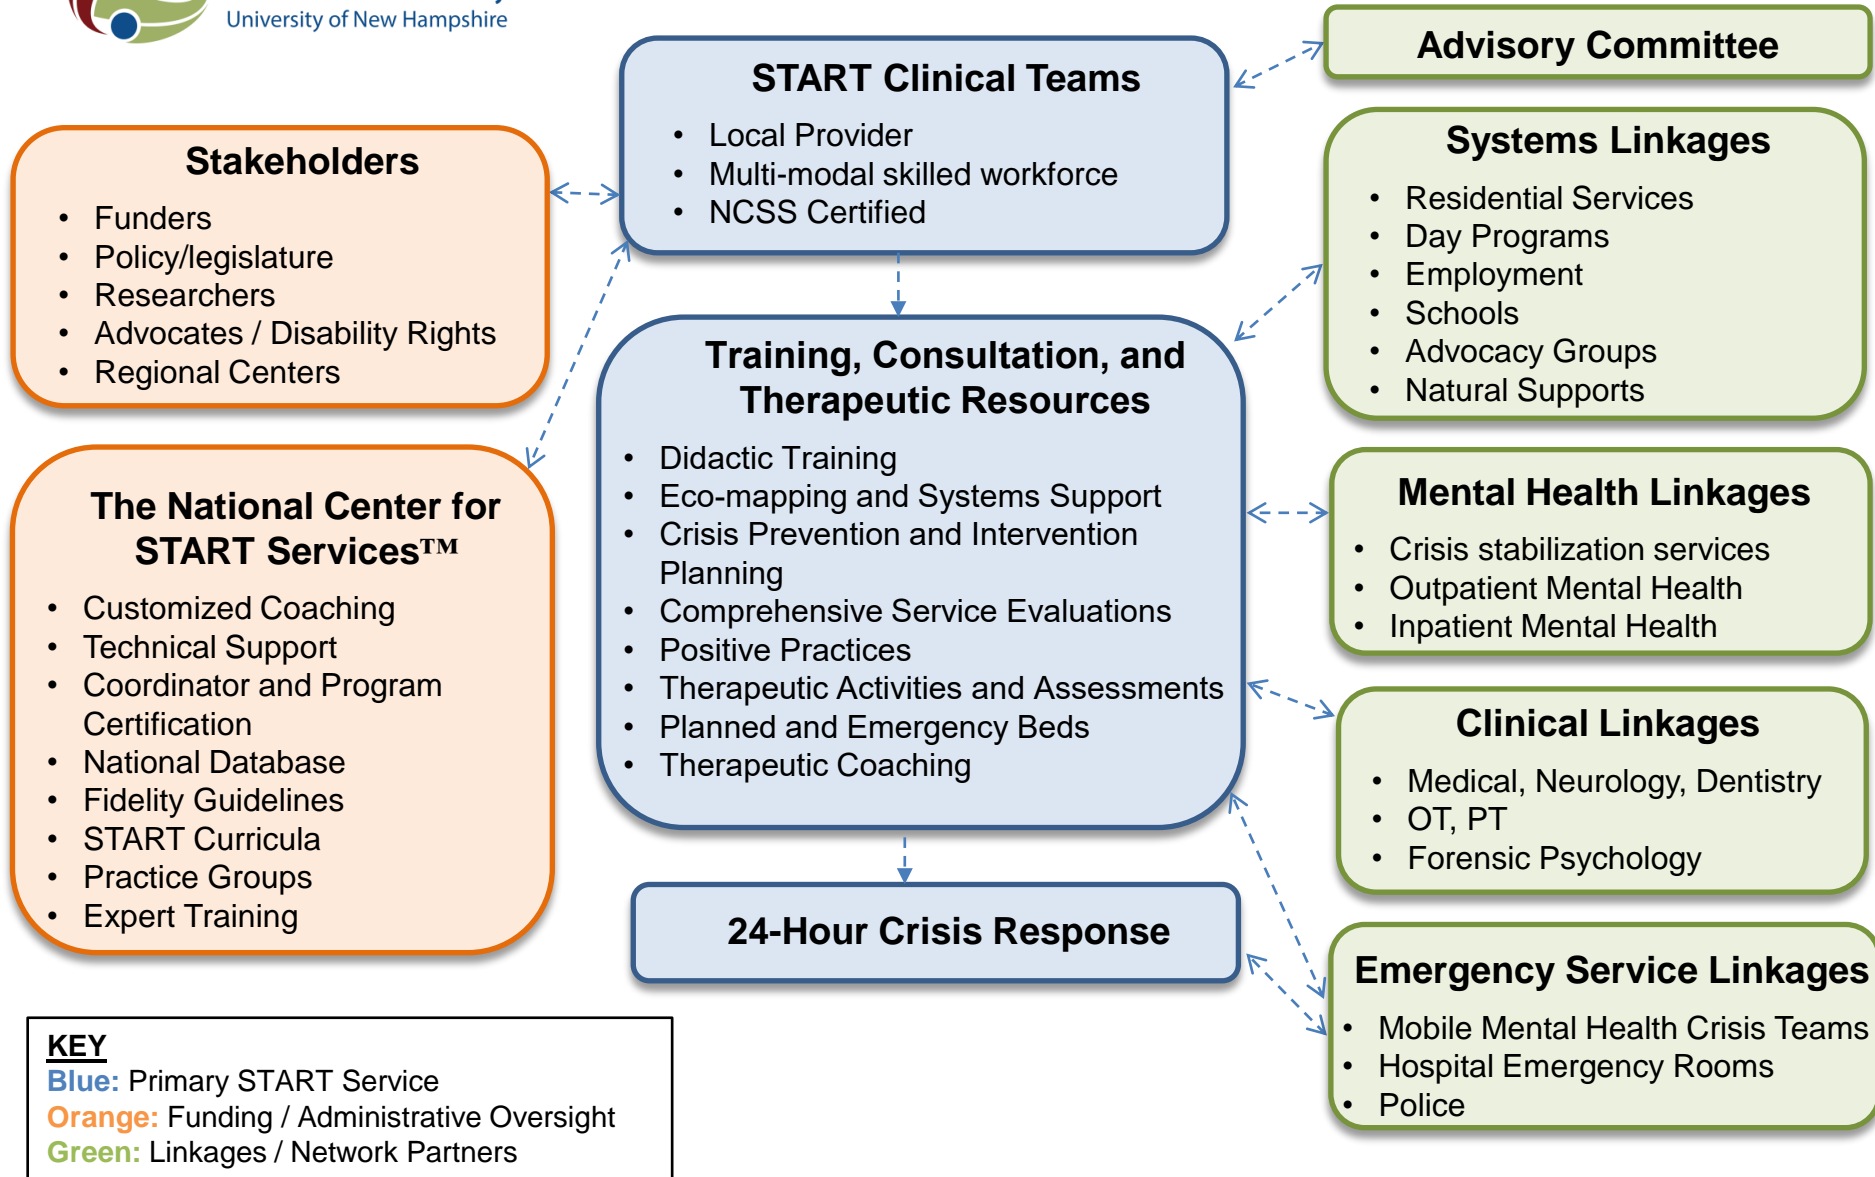 University of New Hampshire
START Clinical Teams
• Local Provider
• Multi-modal skilled workforce
• NCSS Certified
Advisory Committee
Stakeholders
• Funders
• Policy/legislature
• Researchers
• Advocates / Disability Rights
• Regional Centers
Systems Linkages
• Residential Services
• Day Programs
• Employment
• Schools
• Advocacy Groups
• Natural Supports
Training, Consultation, and
Therapeutic Resources
• Didactic Training
• Eco-mapping and Systems Support
• Crisis Prevention and Intervention
Planning
• Comprehensive Service Evaluations
• Positive Practices
• Therapeutic Activities and Assessments
• Planned and Emergency Beds
• Therapeutic Coaching
The National Center for
START Services™
• Customized Coaching
• Technical Support
• Coordinator and Program
Certification
• National Database
• Fidelity Guidelines
• START Curricula
• Practice Groups
• Expert Training
Mental Health Linkages
• Crisis stabilization services
• Outpatient Mental Health
• Inpatient Mental Health
Clinical Linkages
• Medical, Neurology, Dentistry
• OT, PT
• Forensic Psychology
24-Hour Crisis Response
Emergency Service Linkages
• Mobile Mental Health Crisis Teams
• Hospital Emergency Rooms
• Police
KEY
Blue: Primary START Service
Orange: Funding / Administrative Oversight
Green: Linkages / Network Partners